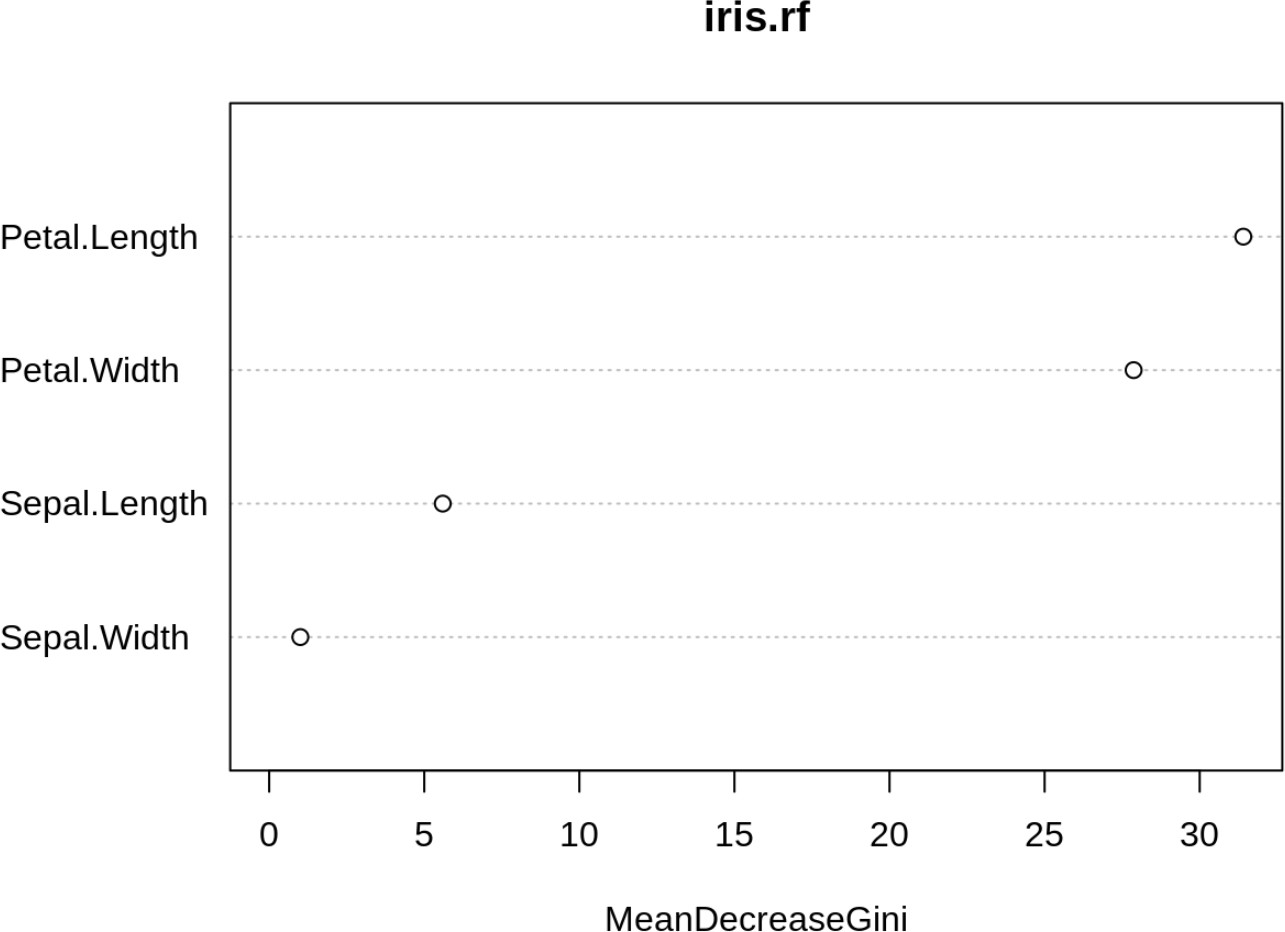 iris.rf
Petal.Length
Petal.Width
Sepal.Length
Sepal.Width
0 5 10 15 20 25 30
MeanDecreaseGini